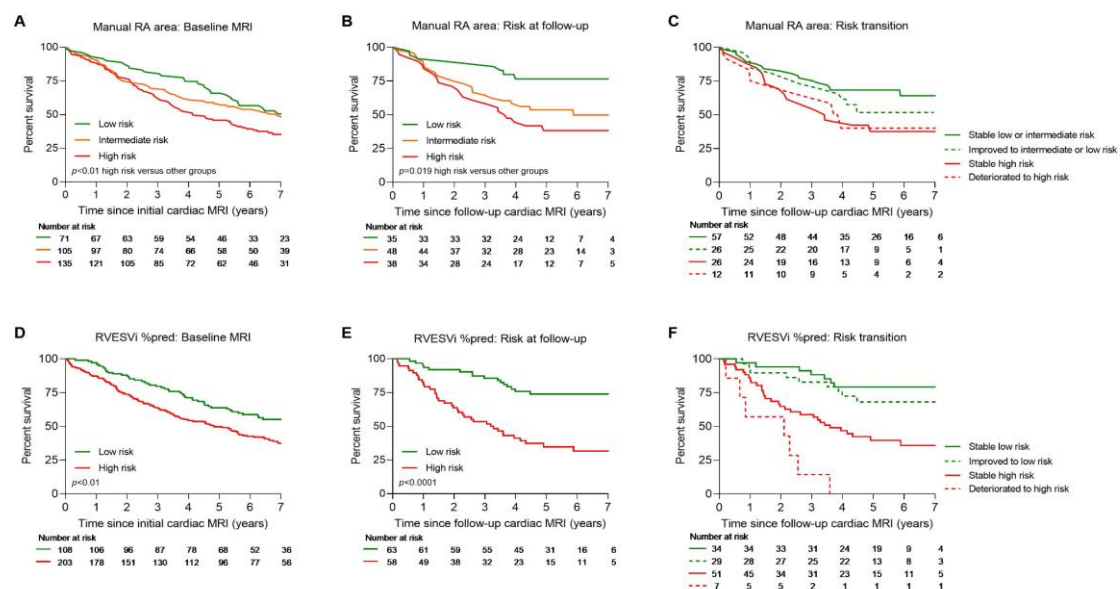 A
Manual RA area: Baseline MRI
100
75
50
25
0
Percent survival
Low risk
Intermediate risk
High risk
p<0.01 high risk versus other groups
0 1 2 3 4 5 6 7
Time since initial cardiac MRI (years)
Number at risk
71 67 63 59 54 46 33 23
105 97 80 74 66 58 50 39
135 121 105 85 72 62 46 31
B
Manual RA area: Risk at follow-up
100
75
50
25
0
Percent survival
Low risk
Intermediate risk
High risk
p=0.019 high risk versus other groups
0 1 2 3 4 5 6 7
Time since follow-up cardiac MRI (years)
Number at risk
35 33 33 32 24 12 7 4
48 44 37 32 28 23 14 3
38 34 28 24 17 12 7 5
C
Manual RA area: Risk transition
100
75
50
25
0
Percent survival
Stable low or intermediate risk
Improved to intermediate or low risk
Stable high risk
Deteriorated to high risk
0 1 2 3 4 5 6 7
Time since follow-up cardiac MRI (years)
Number at risk
57 52 48 44 35 26 16 6
26 25 22 20 17 9 5 1
26 24 19 16 13 9 6 4
12 11 10 9 5 4 2 2
D
RVESVi %pred: Baseline MRI
100
75
50
25
0
Percent survival
Low risk
High risk
p<0.01
0 1 2 3 4 5 6 7
Time since initial cardiac MRI (years)
Number at risk
108 106 96 87 78 68 52 36
203 178 151 130 112 96 77 56
E
RVESVi %pred: Risk at follow-up
100
75
50
25
0
Percent survival
Low risk
High risk
p<0.0001
0 1 2 3 4 5 6 7
Time since follow-up cardiac MRI (years)
Number at risk
63 61 59 55 45 31 16 6
58 49 38 32 23 15 11 5
F
RVESVi %pred: Risk transition
100
75
50
25
0
Percent survival
Stable low risk
Improved to low risk
Stable high risk
Deteriorated to high risk
0 1 2 3 4 5 6 7
Time since follow-up cardiac MRI (years)
Number at risk
34 34 33 31 24 19 9 4
29 28 27 25 22 13 8 3
51 45 34 31 23 15 11 5
7 5 5 2 1 1 1 1